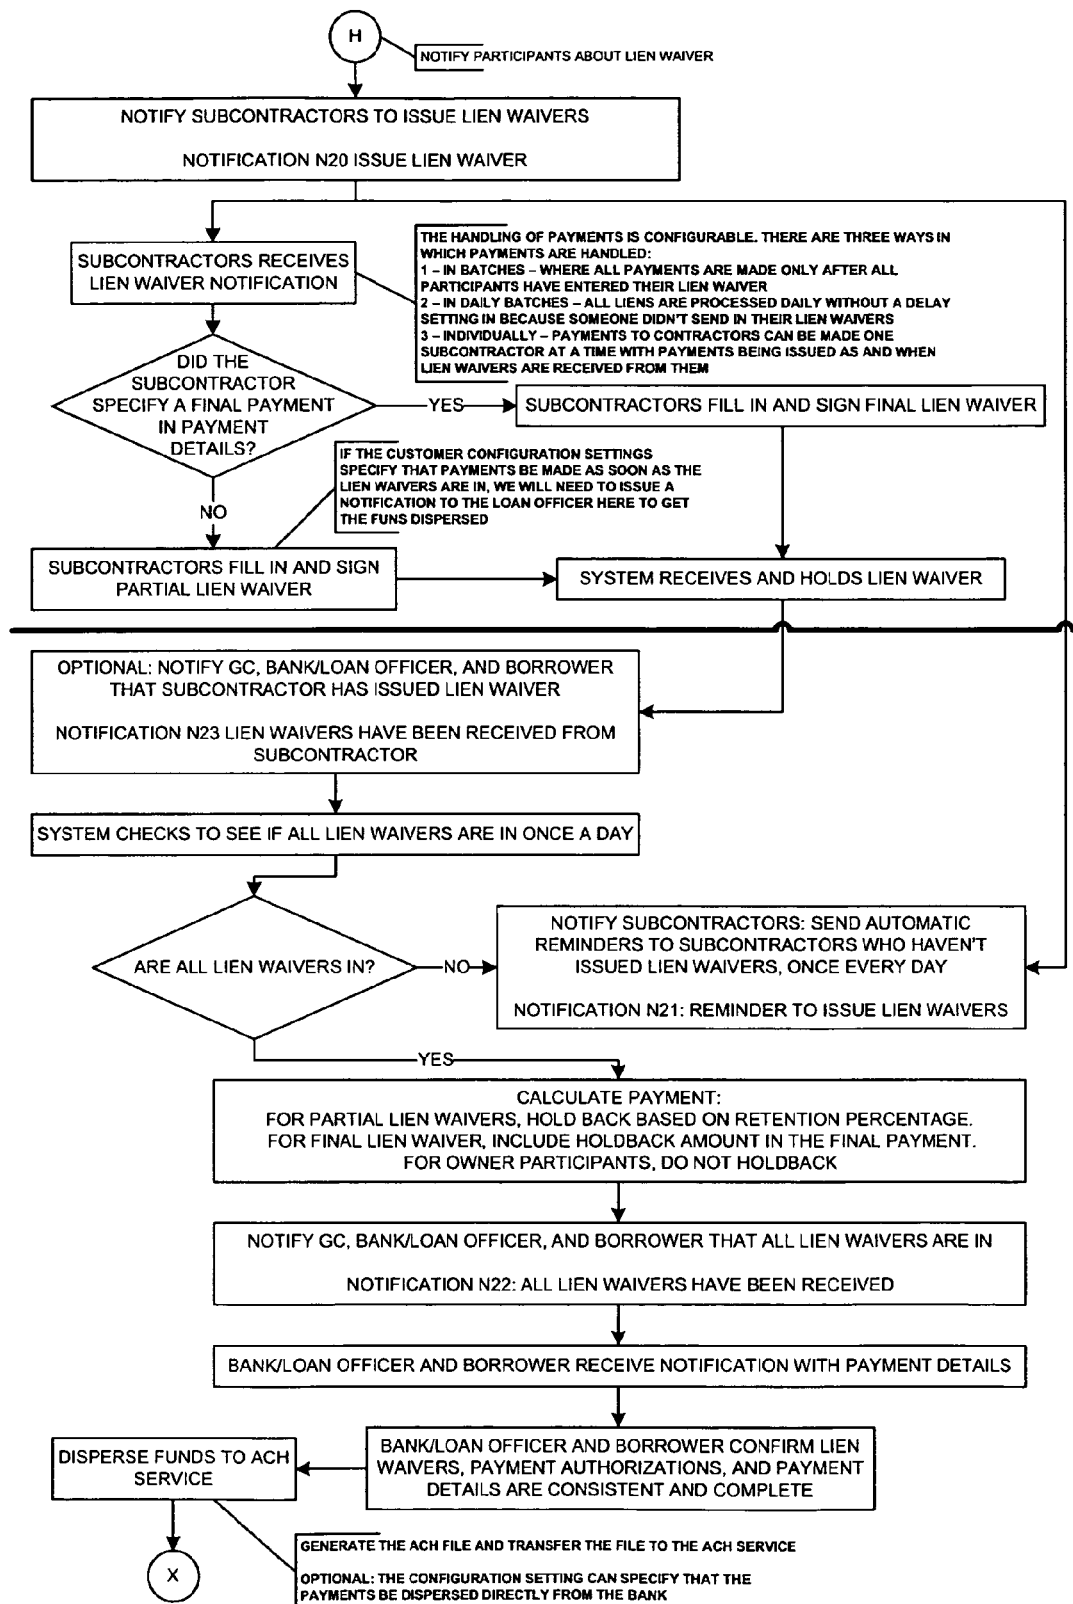 H
NOTIFY PARTICIPANTS ABOUT LIEN WAIVER
NOTIFY SUBCONTRACTORS TO ISSUE LIEN WAIVERS
NOTIFICATION N20 ISSUE LIEN WAIVER
SUBCONTRACTORS RECEIVES
LIEN WAIVER NOTIFICATION
THE HANDLING OF PAYMENTS IS CONFIGURABLE. THERE ARE THREE WAYS IN
WHICH PAYMENTS ARE HANDLED:
1 – IN BATCHES – WHERE ALL PAYMENTS ARE MADE ONLY AFTER ALL
PARTICIPANTS HAVE ENTERED THEIR LIEN WAIVER
2 – IN DAILY BATCHES – ALL LIENS ARE PROCESSED DAILY WITHOUT A DELAY
SETTING IN BECAUSE SOMEONE DIDN'T SEND IN THEIR LIEN WAIVERS
3 – INDIVIDUALLY – PAYMENTS TO CONTRACTORS CAN BE MADE ONE
SUBCONTRACTOR AT A TIME WITH PAYMENTS BEING ISSUED AS AND WHEN
LIEN WAIVERS ARE RECEIVED FROM THEM
DID THE
SUBCONTRACTOR
SPECIFY A FINAL PAYMENT
IN PAYMENT
DETAILS?
YES
SUBCONTRACTORS FILL IN AND SIGN FINAL LIEN WAIVER
IF THE CUSTOMER CONFIGURATION SETTINGS
SPECIFY THAT PAYMENTS BE MADE AS SOON AS THE
LIEN WAIVERS ARE IN, WE WILL NEED TO ISSUE A
NOTIFICATION TO THE LOAN OFFICER HERE TO GET
THE FUNS DISPERSED
NO
SUBCONTRACTORS FILL IN AND SIGN
PARTIAL LIEN WAIVER
SYSTEM RECEIVES AND HOLDS LIEN WAIVER
OPTIONAL: NOTIFY GC, BANK/LOAN OFFICER, AND BORROWER
THAT SUBCONTRACTOR HAS ISSUED LIEN WAIVER
NOTIFICATION N23 LIEN WAIVERS HAVE BEEN RECEIVED FROM
SUBCONTRACTOR
SYSTEM CHECKS TO SEE IF ALL LIEN WAIVERS ARE IN ONCE A DAY
ARE ALL LIEN WAIVERS IN?
NO
NOTIFY SUBCONTRACTORS: SEND AUTOMATIC
REMINDERS TO SUBCONTRACTORS WHO HAVEN'T
ISSUED LIEN WAIVERS, ONCE EVERY DAY
NOTIFICATION N21: REMINDER TO ISSUE LIEN WAIVERS
YES
CALCULATE PAYMENT:
FOR PARTIAL LIEN WAIVERS, HOLD BACK BASED ON RETENTION PERCENTAGE.
FOR FINAL LIEN WAIVER, INCLUDE HOLDBACK AMOUNT IN THE FINAL PAYMENT.
FOR OWNER PARTICIPANTS, DO NOT HOLDBACK
NOTIFY GC, BANK/LOAN OFFICER, AND BORROWER THAT ALL LIEN WAIVERS ARE IN
NOTIFICATION N22: ALL LIEN WAIVERS HAVE BEEN RECEIVED
BANK/LOAN OFFICER AND BORROWER RECEIVE NOTIFICATION WITH PAYMENT DETAILS
BANK/LOAN OFFICER AND BORROWER CONFIRM LIEN
WAIVERS, PAYMENT AUTHORIZATIONS, AND PAYMENT
DETAILS ARE CONSISTENT AND COMPLETE
DISPERSE FUNDS TO ACH
SERVICE
X
GENERATE THE ACH FILE AND TRANSFER THE FILE TO THE ACH SERVICE
OPTIONAL: THE CONFIGURATION SETTING CAN SPECIFY THAT THE
PAYMENTS BE DISPERSED DIRECTLY FROM THE BANK